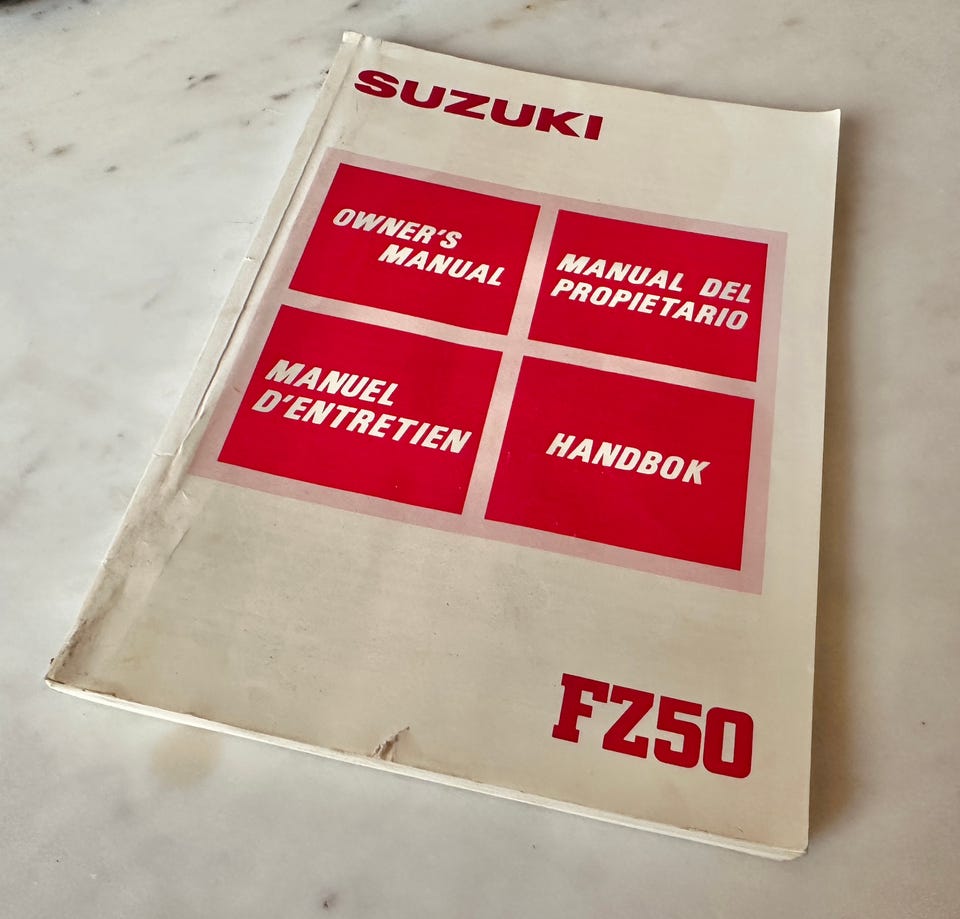 SUZUKI
OWNER'S
MANUAL
MANUAL DEL
PROPIETARIO
MANUEL
D'ENTRETIEN
HANDBOK
FZ50